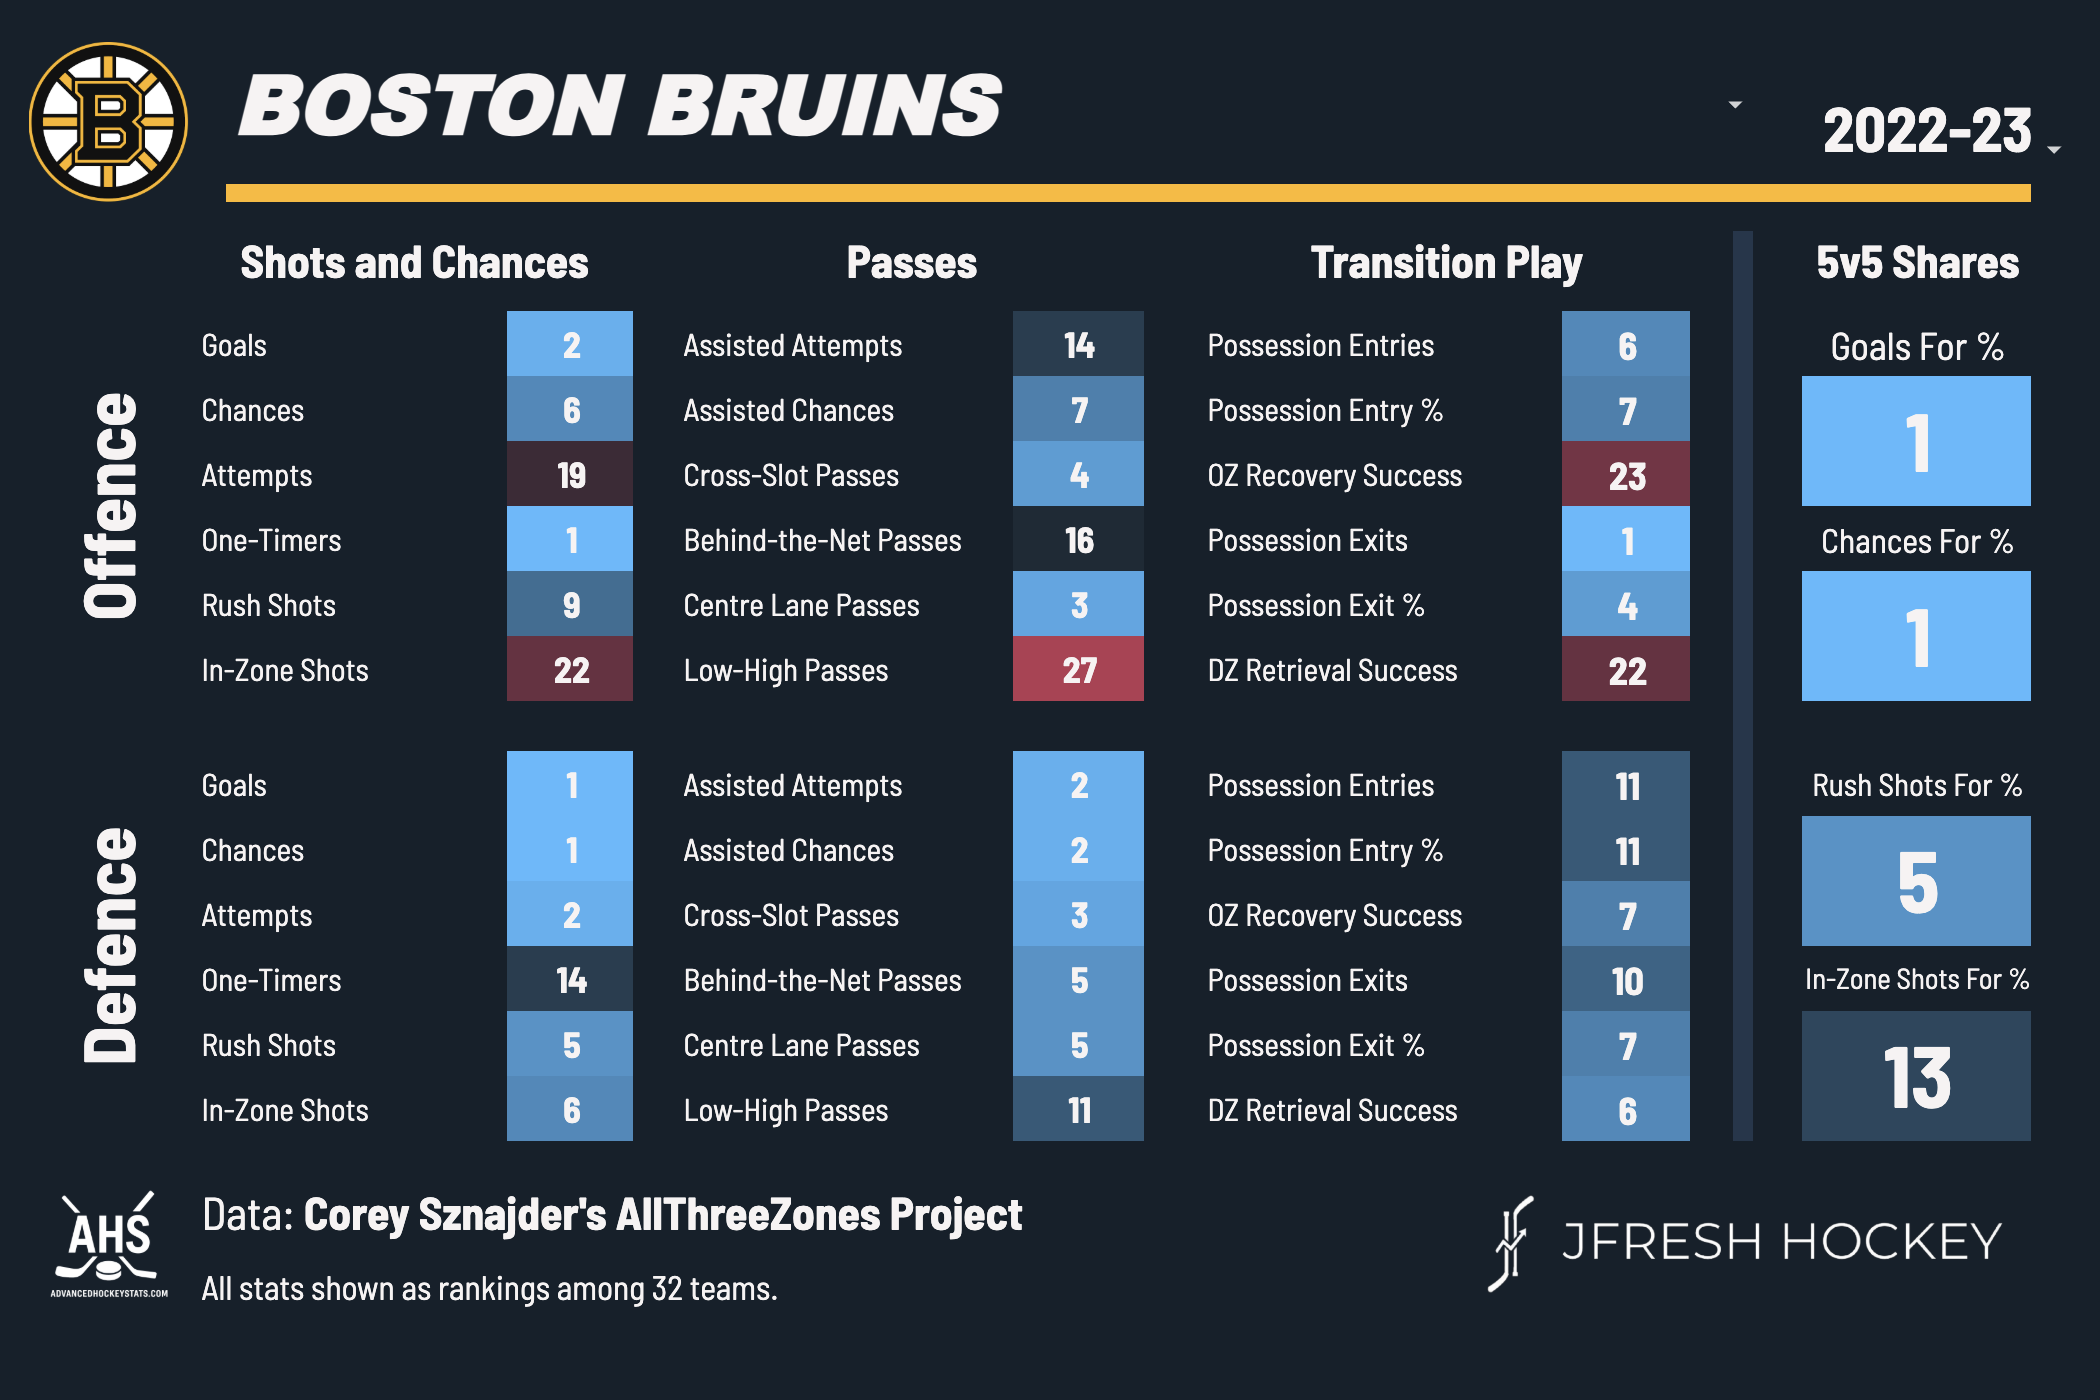 B
BOSTON BRUINS
2022-23
Shots and Chances
Passes
Transition Play
5v5 Shares
Offence
Goals 2
Chances 6
Attempts 19
One-Timers 1
Rush Shots 9
In-Zone Shots 22
Assisted Attempts 14
Assisted Chances 7
Cross-Slot Passes 4
Behind-the-Net Passes 16
Centre Lane Passes 3
Low-High Passes 27
Possession Entries 6
Possession Entry % 7
OZ Recovery Success 23
Possession Exits 1
Possession Exit % 4
DZ Retrieval Success 22
Goals For %
1
Chances For %
1
Defence
Goals 1
Chances 1
Attempts 2
One-Timers 14
Rush Shots 5
In-Zone Shots 6
Assisted Attempts 2
Assisted Chances 2
Cross-Slot Passes 3
Behind-the-Net Passes 5
Centre Lane Passes 5
Low-High Passes 11
Possession Entries 11
Possession Entry % 11
OZ Recovery Success 7
Possession Exits 10
Possession Exit % 7
DZ Retrieval Success 6
Rush Shots For %
5
In-Zone Shots For %
13
AHS
ADVANCEDHOCKEYSTATS.COM
Data: Corey Sznajder's AllThreeZones Project
All stats shown as rankings among 32 teams.
JFRESH HOCKEY